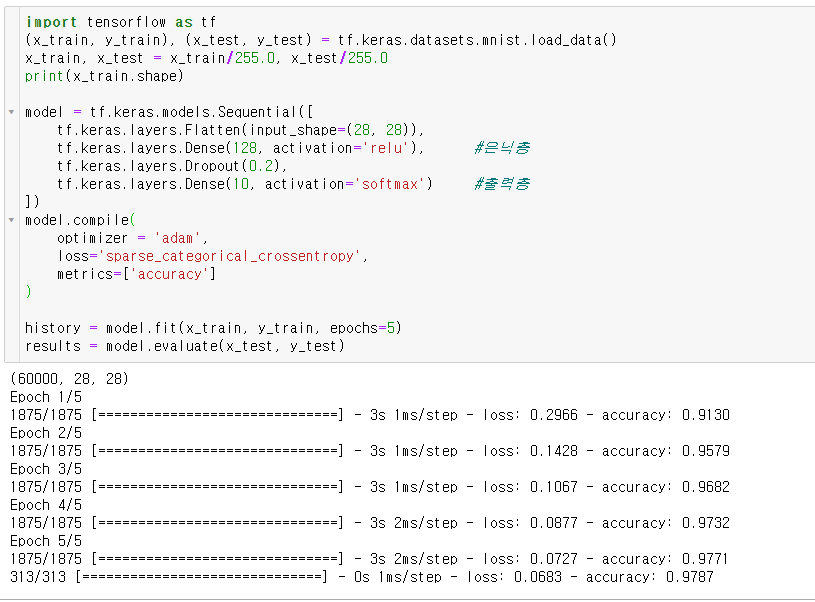 import tensorflow as tf
(x_train, y_train), (x_test, y_test) = tf.keras.datasets.mnist.load_data()
x_train, x_test = x_train/255.0, x_test/255.0
print(x_train.shape)
model = tf.keras.models.Sequential([
    tf.keras.layers.Flatten(input_shape=(28, 28)),
    tf.keras.layers.Dense(128, activation='relu'),      #은닉층
    tf.keras.layers.Dropout(0.2),
    tf.keras.layers.Dense(10, activation='softmax')     #출력층
])
model.compile(
    optimizer = 'adam',
    loss='sparse_categorical_crossentropy',
    metrics=['accuracy']
)
history = model.fit(x_train, y_train, epochs=5)
results = model.evaluate(x_test, y_test)
(60000, 28, 28)
Epoch 1/5
1875/1875 [==============================] - 3s 1ms/step - loss: 0.2966 - accuracy: 0.9130
Epoch 2/5
1875/1875 [==============================] - 3s 1ms/step - loss: 0.1428 - accuracy: 0.9579
Epoch 3/5
1875/1875 [==============================] - 3s 1ms/step - loss: 0.1067 - accuracy: 0.9682
Epoch 4/5
1875/1875 [==============================] - 3s 2ms/step - loss: 0.0877 - accuracy: 0.9732
Epoch 5/5
1875/1875 [==============================] - 3s 2ms/step - loss: 0.0727 - accuracy: 0.9771
313/313 [==============================] - 0s 1ms/step - loss: 0.0683 - accuracy: 0.9787